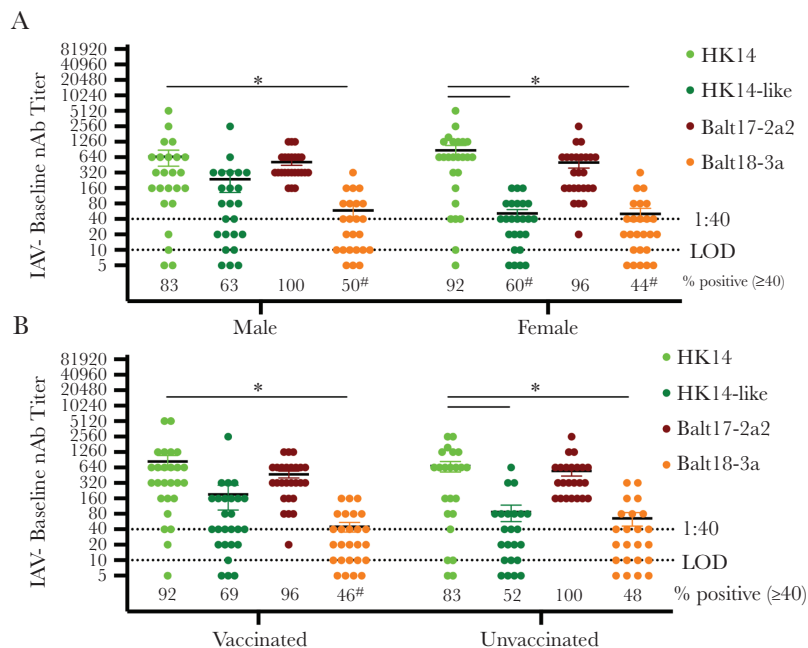 A
IAV- Baseline nAb Titer
81920
40960
20480
10240
5120
2560
1260
640
320
160
80
40
20
10
5
*
*
HK14
HK14-like
Balt17-2a2
Balt18-3a
1:40
LOD
83 63 100 50# 92 60# 96 44# % positive (≥40)
Male Female
B
IAV- Baseline nAb Titer
81920
40960
20480
10240
5120
2560
1260
640
320
160
80
40
20
10
5
*
*
HK14
HK14-like
Balt17-2a2
Balt18-3a
1:40
LOD
92 69 96 46# 83 52 100 48 % positive (≥40)
Vaccinated Unvaccinated